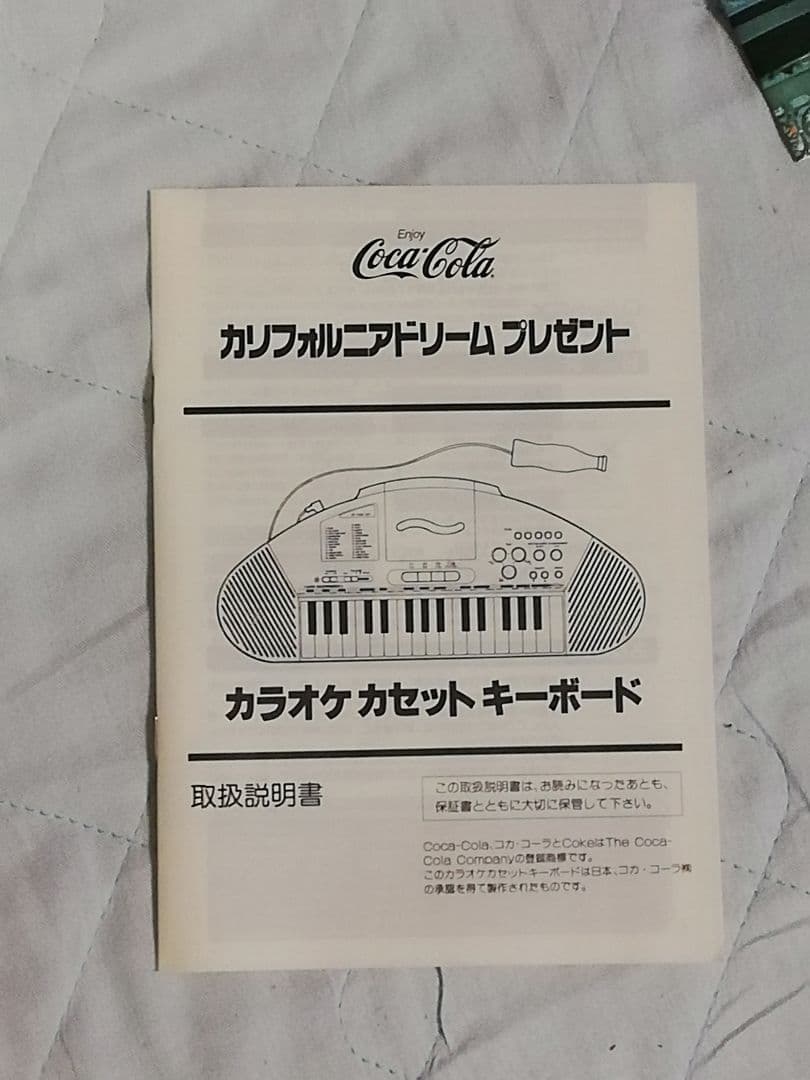 Enjoy
Coca-Cola
カリフォルニアドリーム プレゼント
カラオケ カセット キーボード
取扱説明書
この取扱説明書は、お読みになったあとも、
保証書とともに大切に保管して下さい。
Coca-Cola、コカ・コーラとCokeはThe Coca-
Cola Companyの登録商標です。
このカラオケカセットキーボードは日本、コカ・コーラ㈱
の承認を得て製作されたものです。